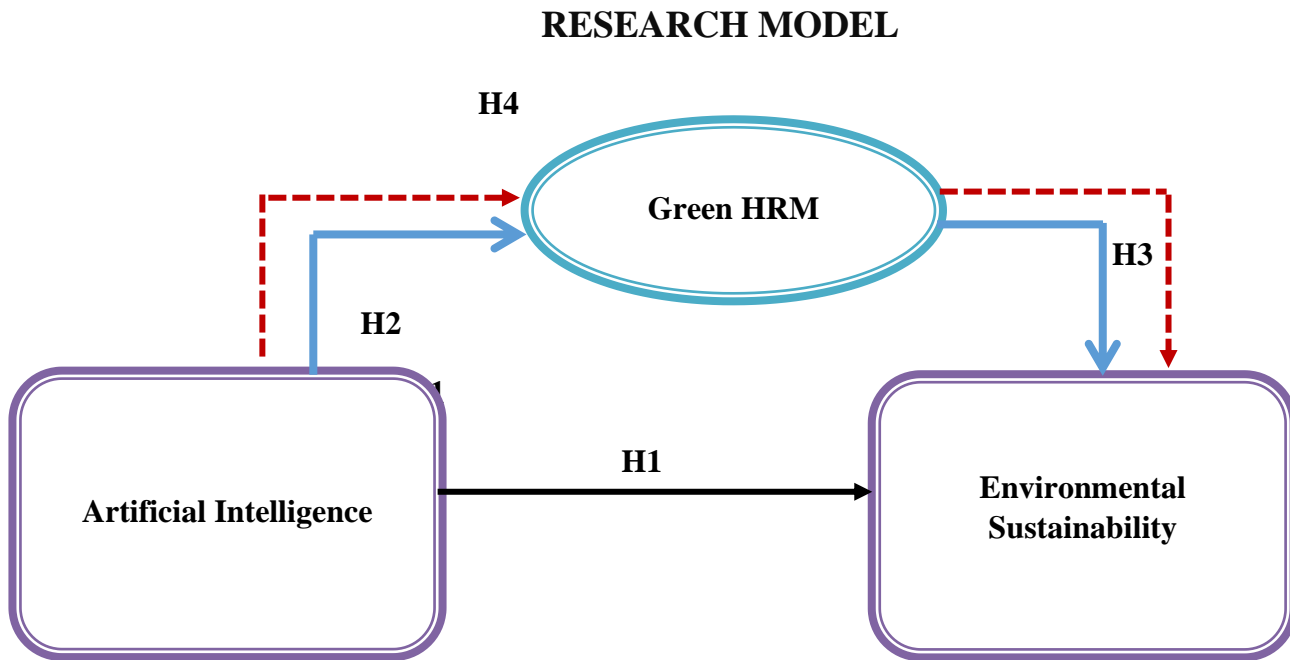 RESEARCH MODEL
H4
Green HRM
H3
H2
H1
Artificial Intelligence
Environmental
Sustainability